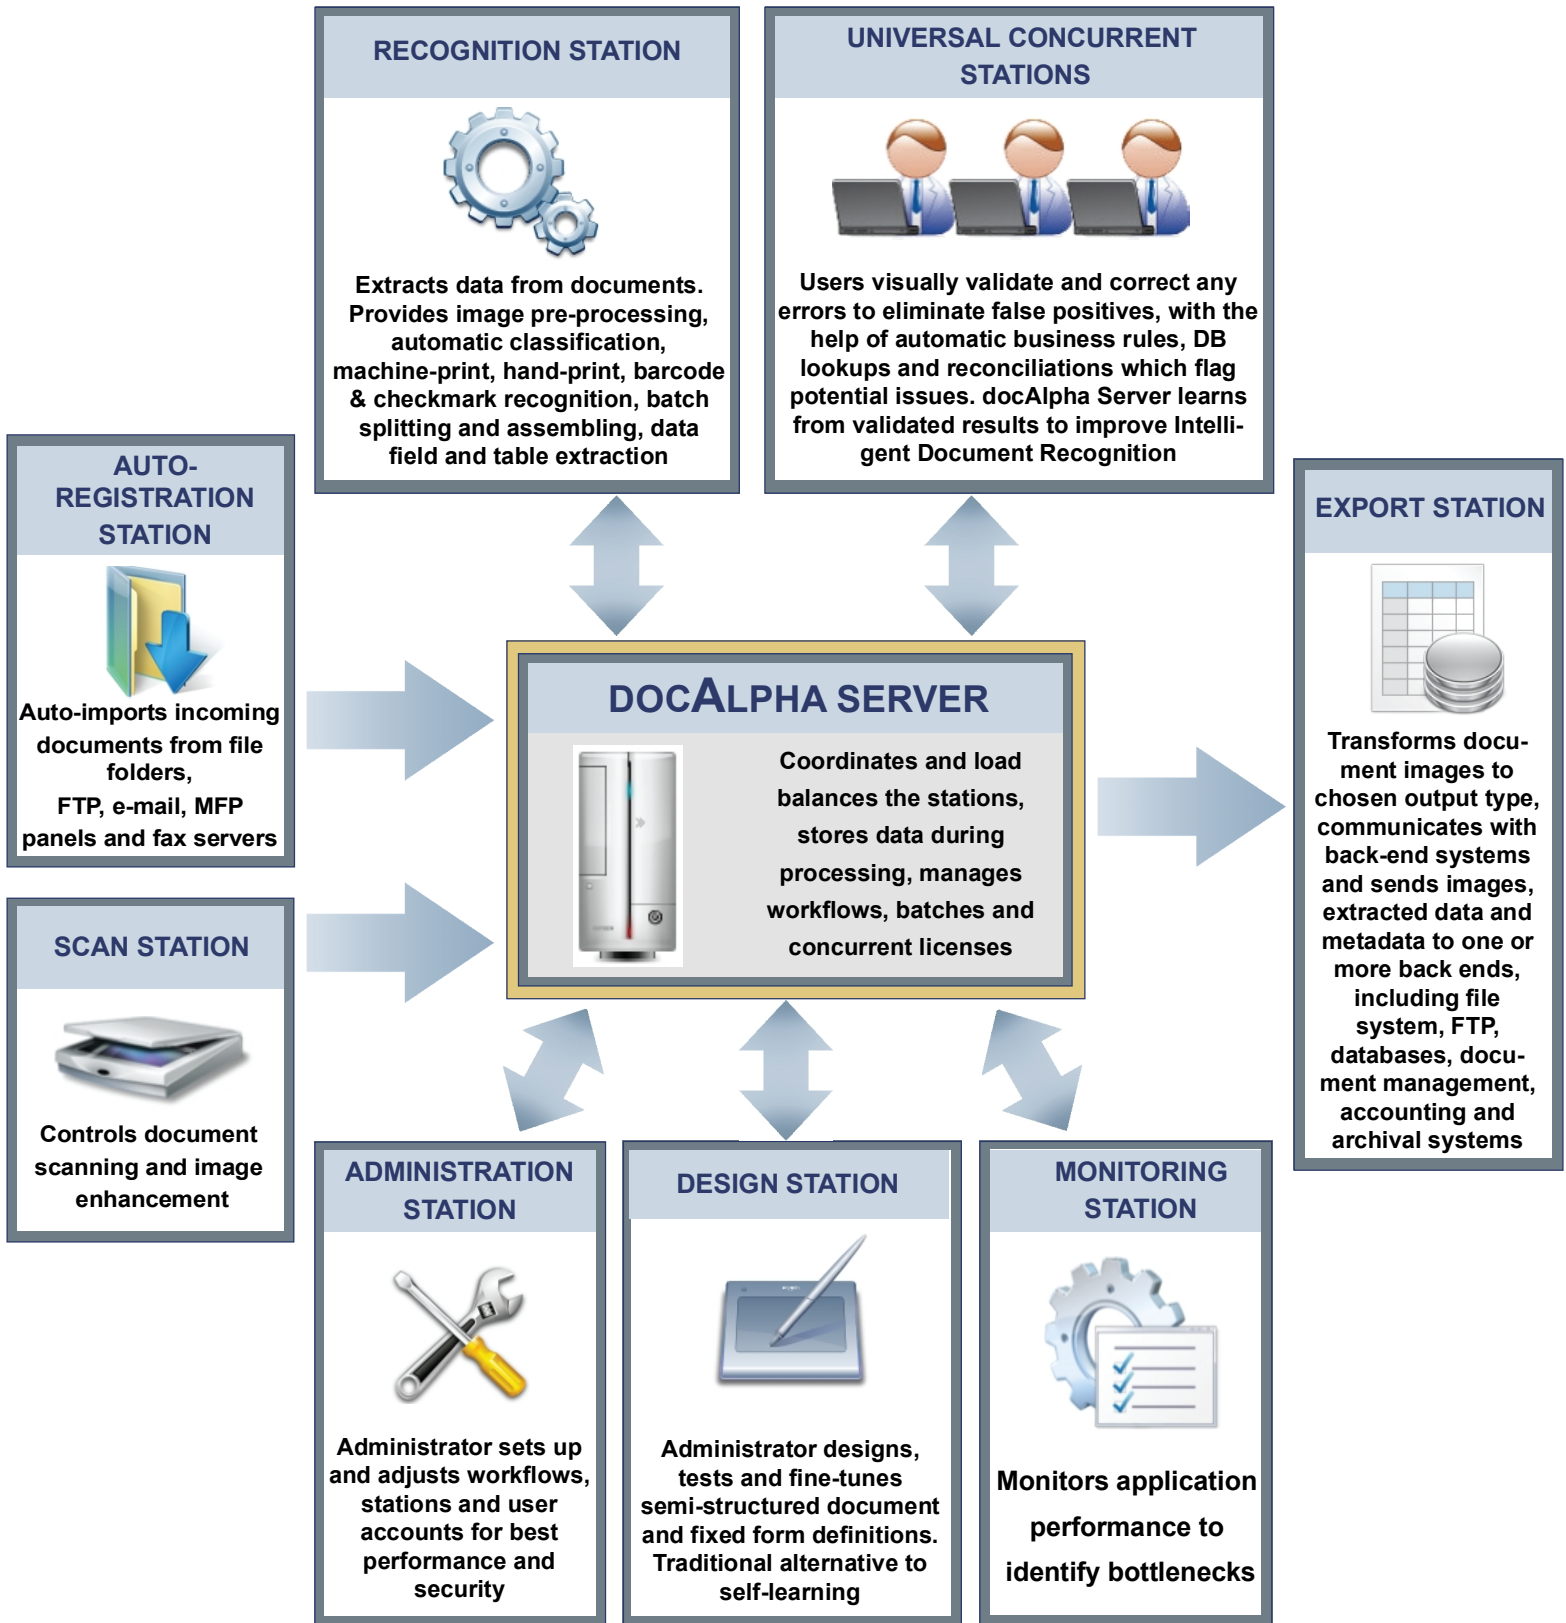 RECOGNITION STATION
Extracts data from documents.
Provides image pre-processing,
automatic classification,
machine-print, hand-print, barcode
& checkmark recognition, batch
splitting and assembling, data
field and table extraction
UNIVERSAL CONCURRENT
STATIONS
Users visually validate and correct any
errors to eliminate false positives, with the
help of automatic business rules, DB
lookups and reconciliations which flag
potential issues. docAlpha Server learns
from validated results to improve Intelli-
gent Document Recognition
AUTO-
REGISTRATION
STATION
Auto-imports incoming
documents from file
folders,
FTP, e-mail, MFP
panels and fax servers
SCAN STATION
Controls document
scanning and image
enhancement
DOCALPHA SERVER
Coordinates and load
balances the stations,
stores data during
processing, manages
workflows, batches and
concurrent licenses
EXPORT STATION
Transforms docu-
ment images to
chosen output type,
communicates with
back-end systems
and sends images,
extracted data and
metadata to one or
more back ends,
including file
system, FTP,
databases, docu-
ment management,
accounting and
archival systems
ADMINISTRATION
STATION
Administrator sets up
and adjusts workflows,
stations and user
accounts for best
performance and
security
DESIGN STATION
Administrator designs,
tests and fine-tunes
semi-structured document
and fixed form definitions.
Traditional alternative to
self-learning
MONITORING
STATION
Monitors application
performance to
identify bottlenecks